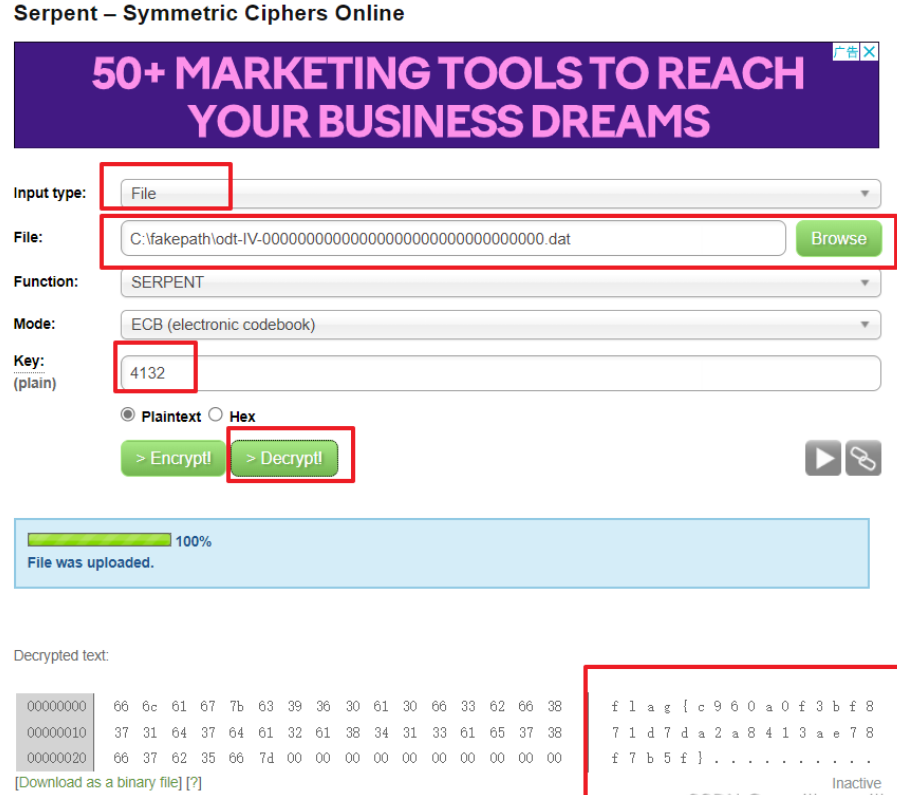 Serpent – Symmetric Ciphers Online
广告
50+ MARKETING TOOLS TO REACH
YOUR BUSINESS DREAMS
Input type: File
File: C:\fakepath\odt-IV-00000000000000000000000000000000.dat Browse
Function: SERPENT
Mode: ECB (electronic codebook)
Key:
(plain) 4132
Plaintext Hex
> Encrypt! > Decrypt!
100%
File was uploaded.
Decrypted text:
00000000 66 6c 61 67 7b 63 39 36 30 61 30 66 33 62 66 38 f l a g { c 9 6 0 a 0 f 3 b f 8
00000010 37 31 64 37 64 61 32 61 38 34 31 33 61 65 37 38 7 1 d 7 d a 2 a 8 4 1 3 a e 7 8
00000020 66 37 62 35 66 7d 00 00 00 00 00 00 00 00 00 00 f 7 b 5 f } . . . . . . . . . .
[Download as a binary file] [?] Inactive